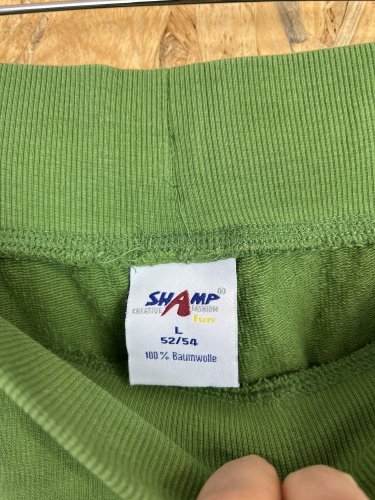 SHAMP®
CREATIVE FASHION
fun
L
52/54
100% Baumwolle